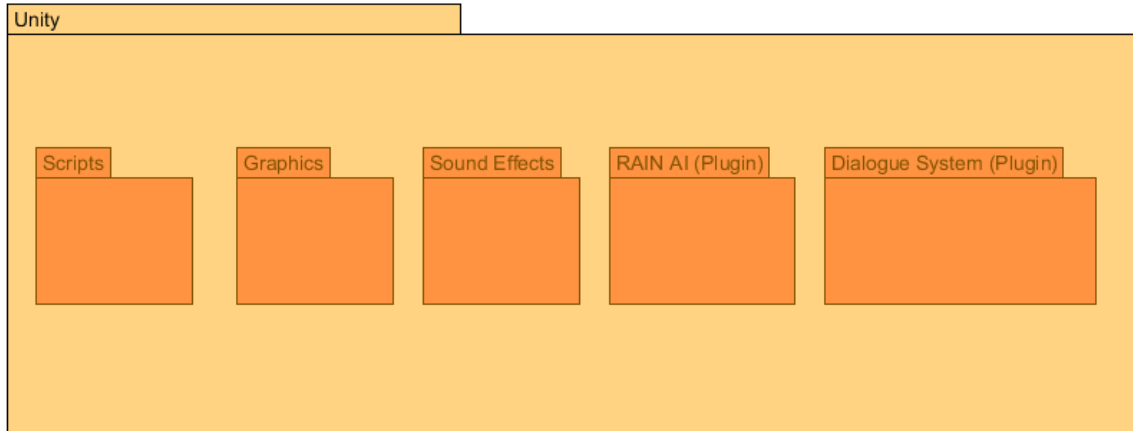 Unity
Scripts
Graphics
Sound Effects
RAIN AI (Plugin)
Dialogue System (Plugin)